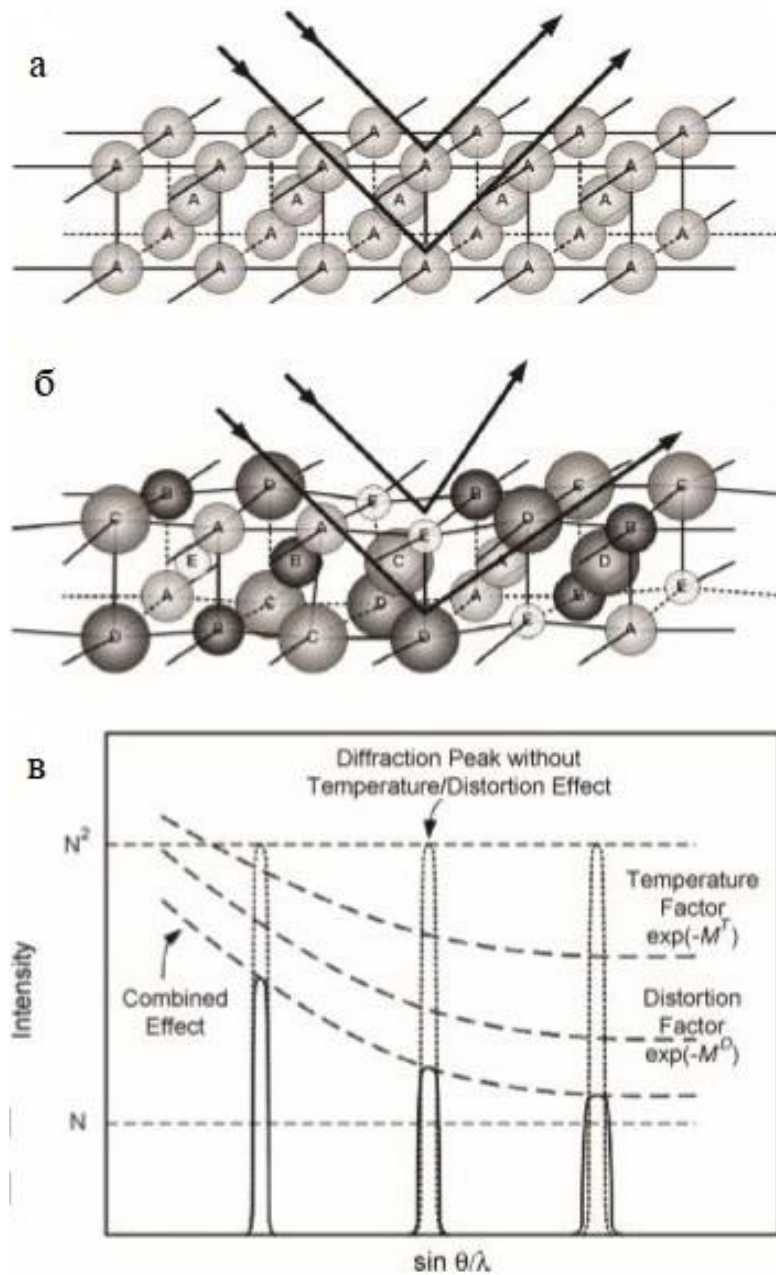 а
A A A A A A
A A A A A A
A A A A A
A A A A A A
A A A A A A
б
B D E B C C
C A A E D B
E B C A D
A C D A B E
D B C D E A
в
Diffraction Peak without
Temperature/Distortion Effect
N²
Temperature
Factor
exp(-Mᵀ)
Combined
Effect
Distortion
Factor
exp(-Mᴰ)
N
Intensity
sin θ/λ